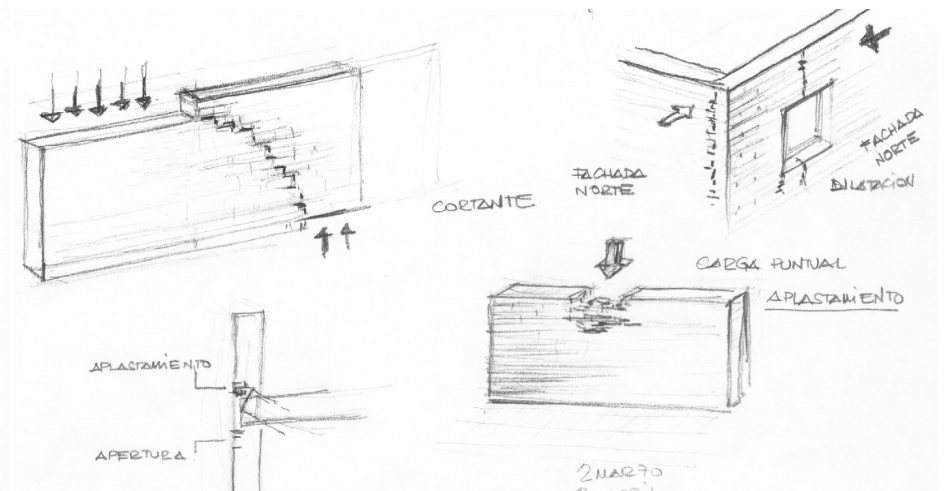 CORTANTE
FACHADA
NORTE
FACHADA
NORTE
DILATACION
CARGA PUNTUAL
APLASTAMIENTO
APLASTAMIENTO
APERTURA
2 MARZO